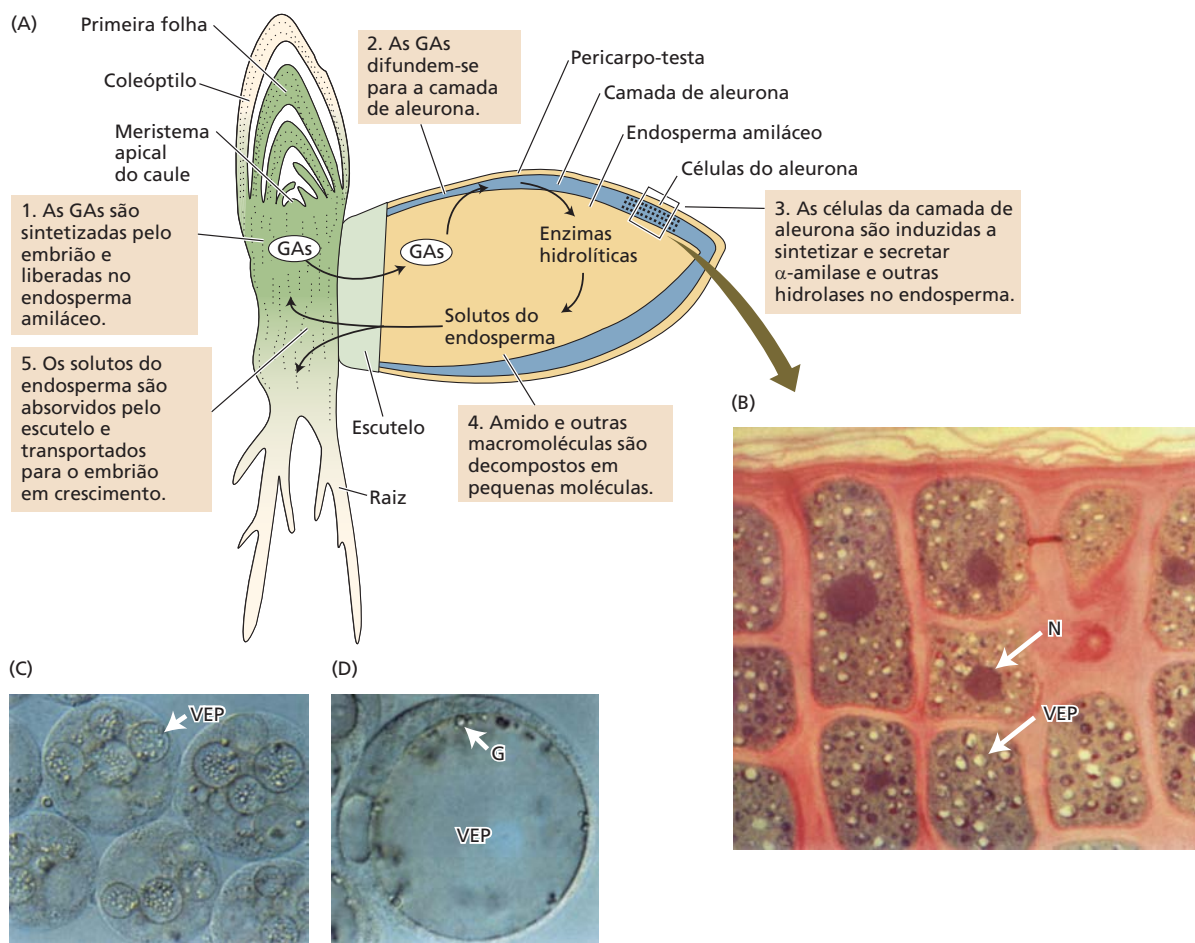 (A)
Primeira folha
Coleóptilo
Meristema
apical
do caule
1. As GAs são
sintetizadas pelo
embrião e
liberadas no
endosperma
amiláceo.
GAs
5. Os solutos do
endosperma são
absorvidos pelo
escutelo e
transportados
para o embrião
em crescimento.
2. As GAs
difundem-se
para a camada
de aleurona.
Pericarpo-testa
Camada de aleurona
Endosperma amiláceo
Células do aleurona
3. As células da camada de
aleurona são induzidas a
sintetizar e secretar
α-amilase e outras
hidrolases no endosperma.
GAs
Enzimas
hidrolíticas
Solutos do
endosperma
Escutelo
Raiz
4. Amido e outras
macromoléculas são
decompostos em
pequenas moléculas.
(B)
N
VEP
(C)
VEP
(D)
G
VEP